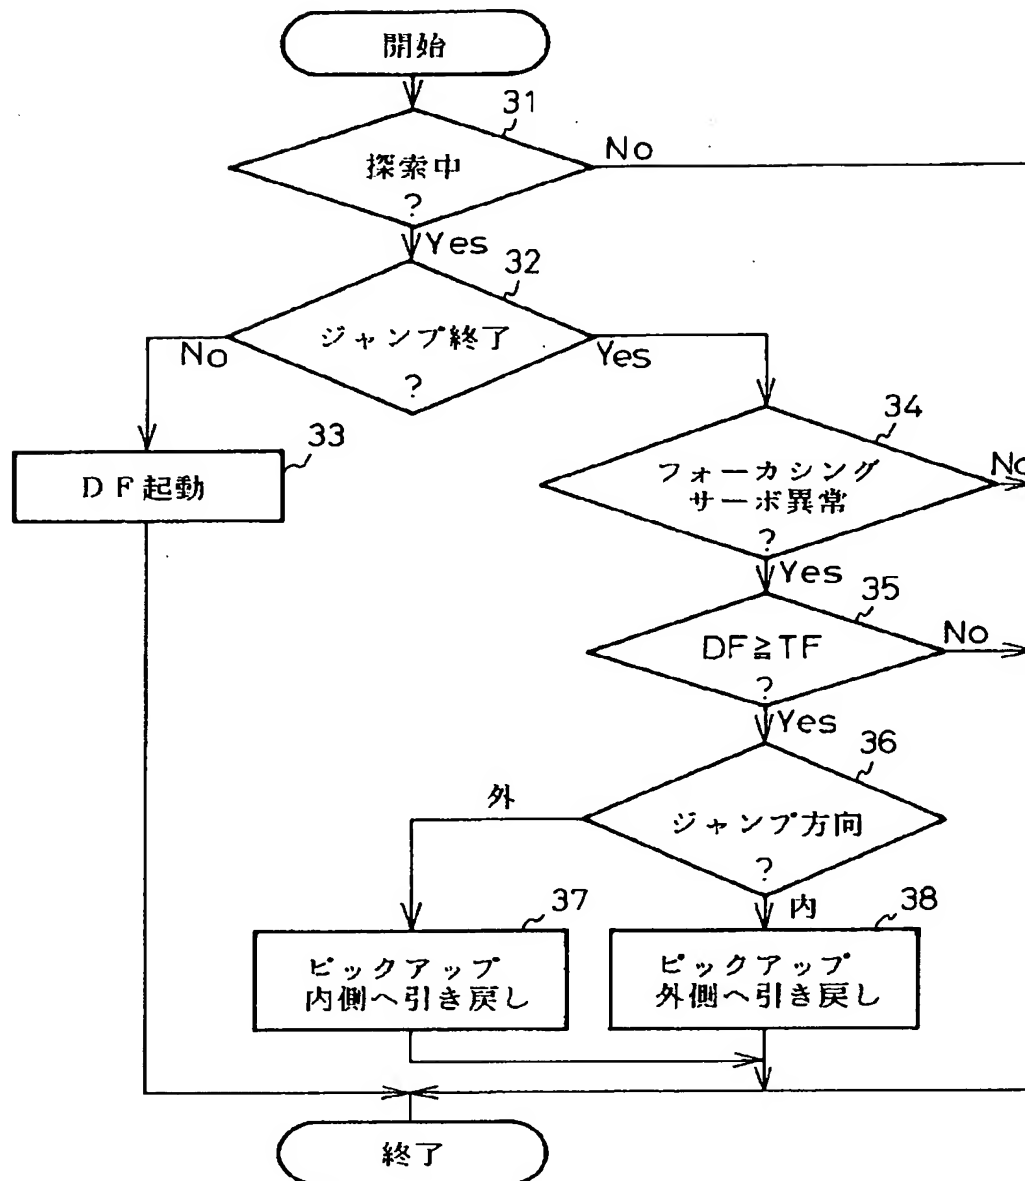 開始
31
探索中
?
No
Yes
32
ジャンプ終了
?
No
Yes
33
DF起動
34
フォーカシング
サーボ異常
?
No
Yes
35
DF≧TF
?
No
Yes
36
ジャンプ方向
?
外
内
37
ピックアップ
内側へ引き戻し
38
ピックアップ
外側へ引き戻し
終了